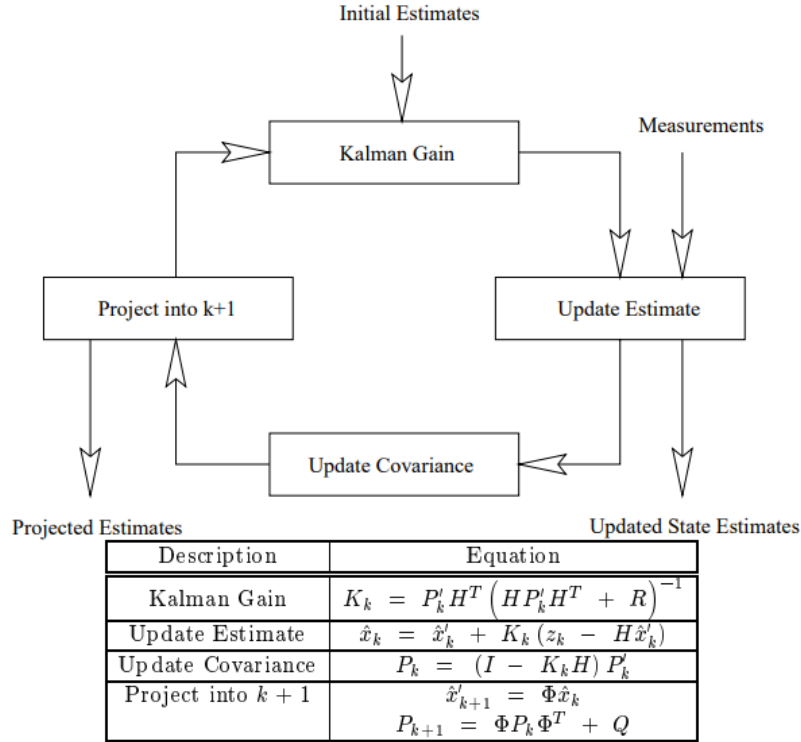 Initial Estimates
Kalman Gain
Measurements
Project into k+1
Update Estimate
Update Covariance
Projected Estimates
Updated State Estimates
Description Equation
Kalman Gain K_k = P'_k H^T (H P'_k H^T + R)^{-1}
Update Estimate x̂_k = x̂'_k + K_k (z_k - H x̂'_k)
Update Covariance P_k = (I - K_k H) P'_k
Project into k + 1 x̂'_{k+1} = Φ x̂_k
P_{k+1} = Φ P_k Φ^T + Q